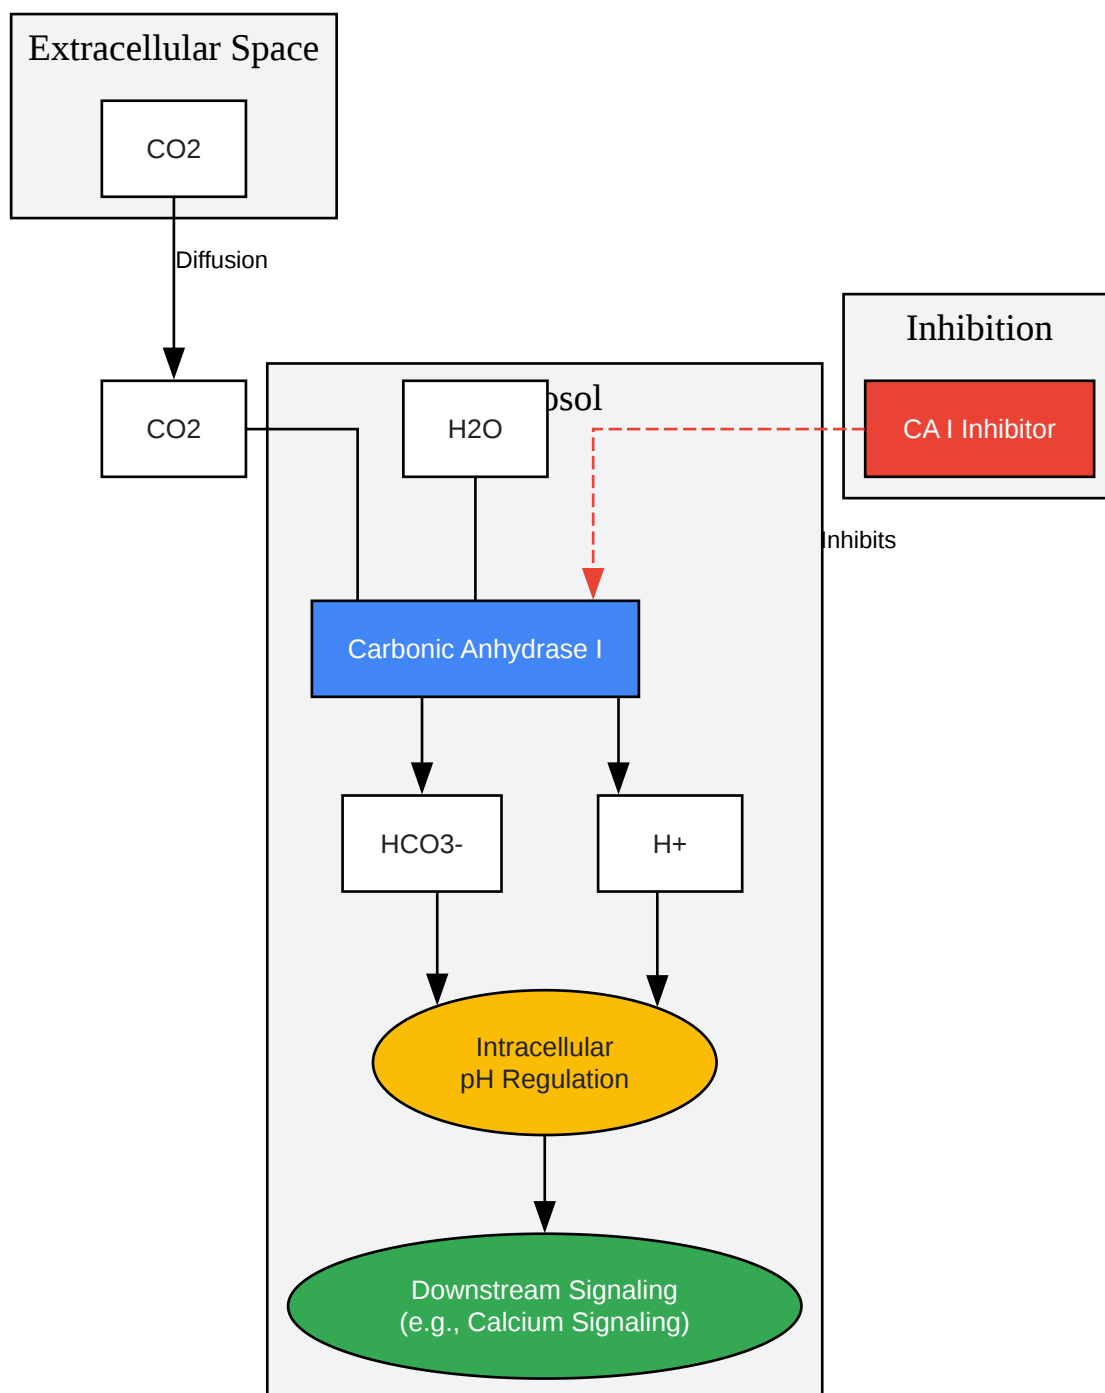 Extracellular Space
CO2
Diffusion
Inhibition
CO2
H2O
osol
CA I Inhibitor
Inhibits
Carbonic Anhydrase I
HCO3-
H+
Intracellular
pH Regulation
Downstream Signaling
(e.g., Calcium Signaling)